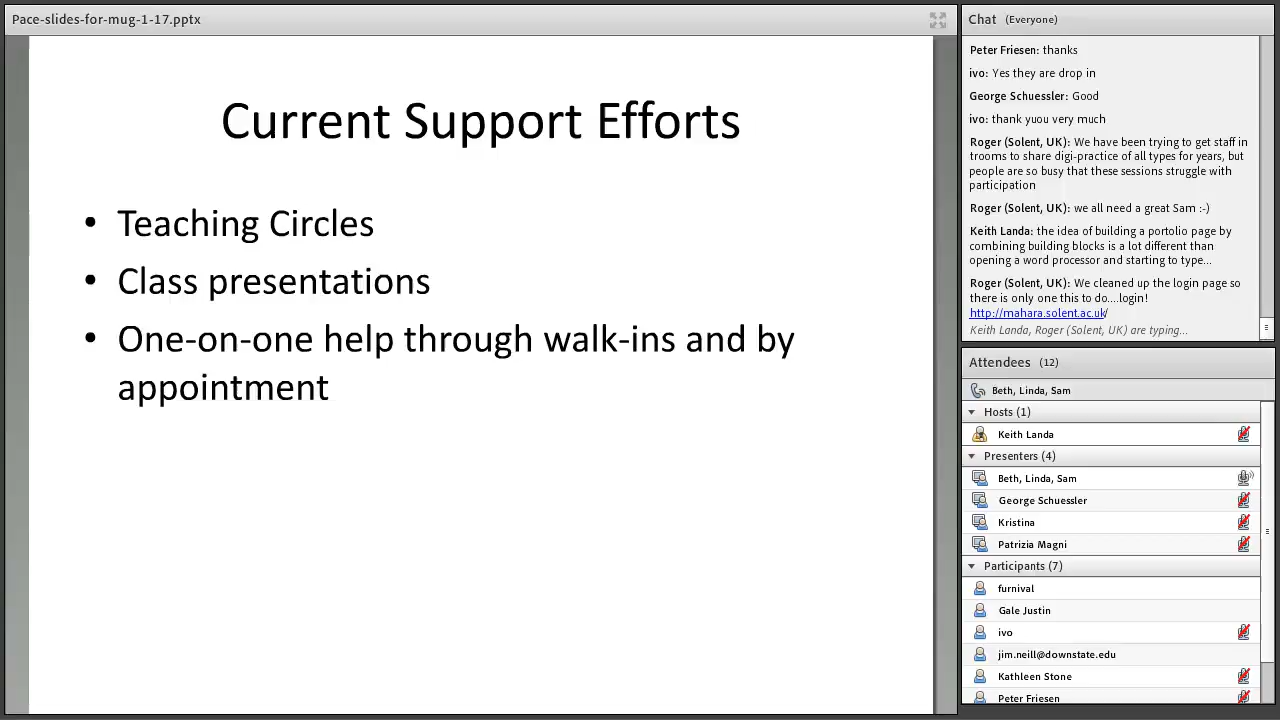 Pace-slides-for-mug-1-17.pptx
Current Support Efforts
• Teaching Circles
• Class presentations
• One-on-one help through walk-ins and by
appointment
Chat (Everyone)
Peter Friesen: thanks
ivo: Yes they are drop in
George Schuessler: Good
ivo: thank yuou very much
Roger (Solent, UK): We have been trying to get staff in
trooms to share digi-practice of all types for years, but
people are so busy that these sessions struggle with
participation
Roger (Solent, UK): we all need a great Sam :-)
Keith Landa: the idea of building a portolio page by
combining building blocks is a lot different than
opening a word processor and starting to type...
Roger (Solent, UK): We cleaned up the login page so
there is only one this to do....login!
http://mahara.solent.ac.uk/
Keith Landa, Roger (Solent, UK) are typing...
Attendees (12)
Beth, Linda, Sam
Hosts (1)
Keith Landa
Presenters (4)
Beth, Linda, Sam
George Schuessler
Kristina
Patrizia Magni
Participants (7)
furnival
Gale Justin
ivo
jim.neill@downstate.edu
Kathleen Stone
Peter Friesen